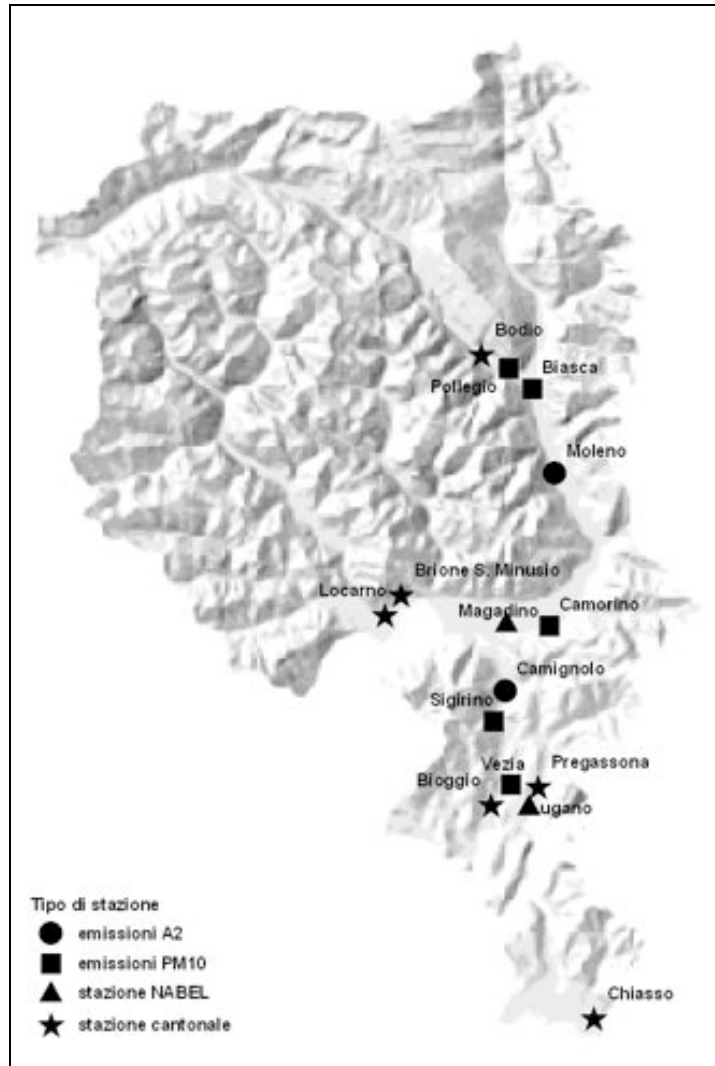 Bodio
Biasca
Pollegio
Moleno
Brione S. Minusio
Locarno
Magadino
Camorino
Camignolo
Sigirino
Vezia
Pregassona
Bioggio
ugano
Chiasso
Tipo di stazione
emissioni A2
emissioni PM10
stazione NABEL
stazione cantonale